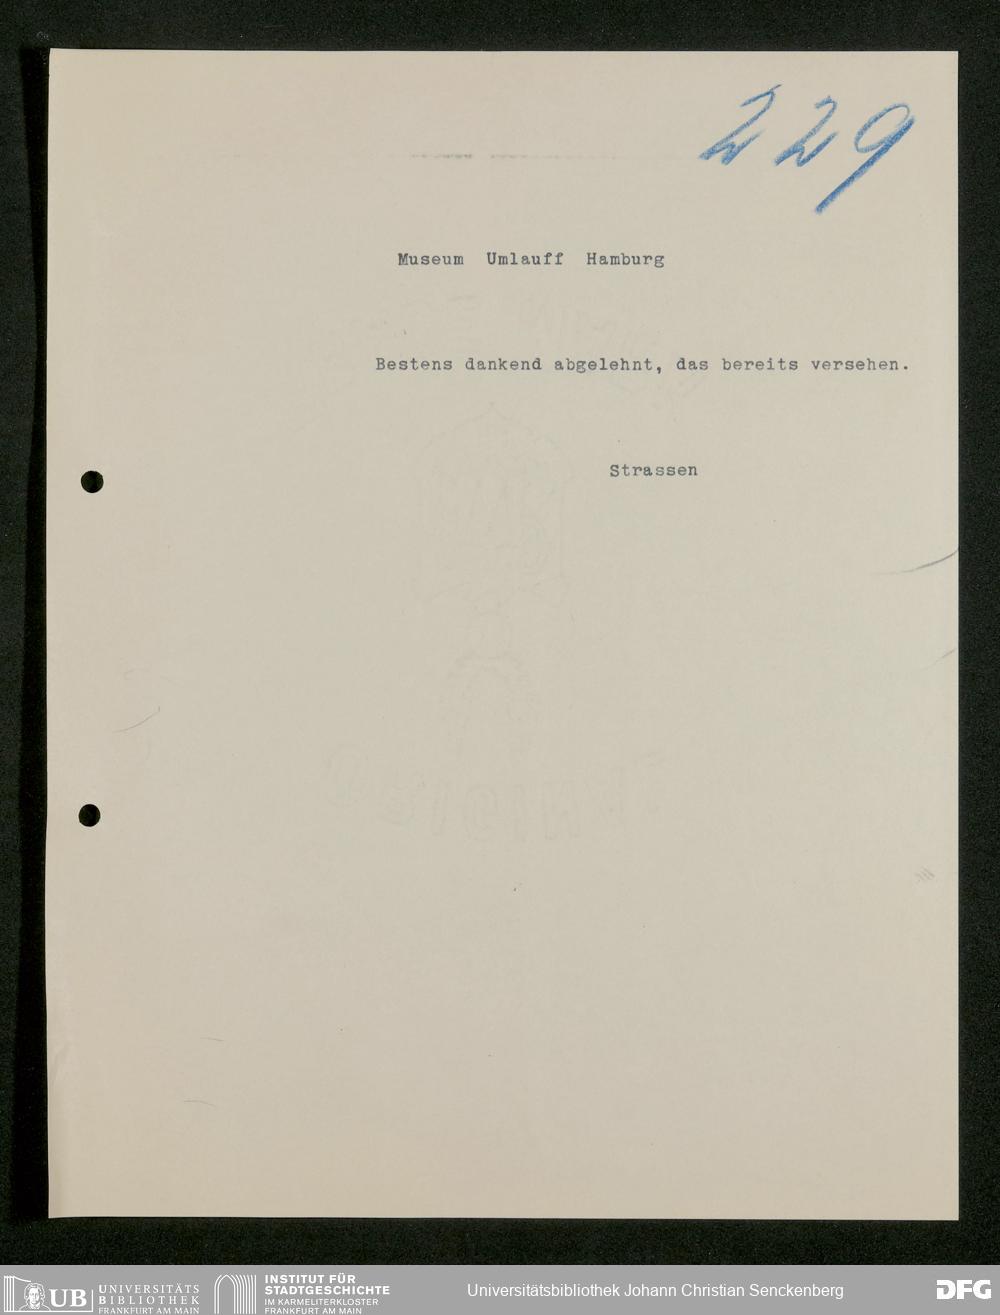 229
Museum Umlauff Hamburg
Bestens dankend abgelehnt, das bereits versehen.
Strassen
UB UNIVERSITÄTS
BIBLIOTHEK
FRANKFURT AM MAIN
INSTITUT FÜR
STADTGESCHICHTE
IM KARMELITERKLOSTER
FRANKFURT AM MAIN
Universitätsbibliothek Johann Christian Senckenberg
DFG